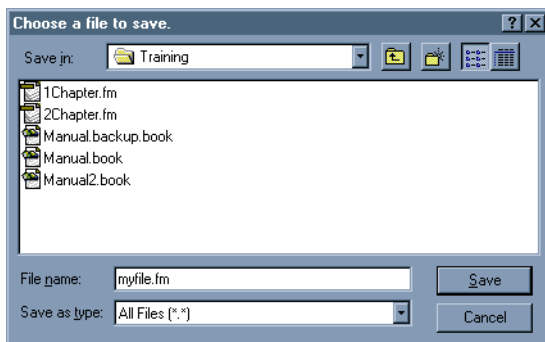 Choose a file to save.
Save in: Training
1Chapter.fm
2Chapter.fm
Manual.backup.book
Manual.book
Manual2.book
File name: myfile.fm Save
Save as type: All Files (*.*) Cancel